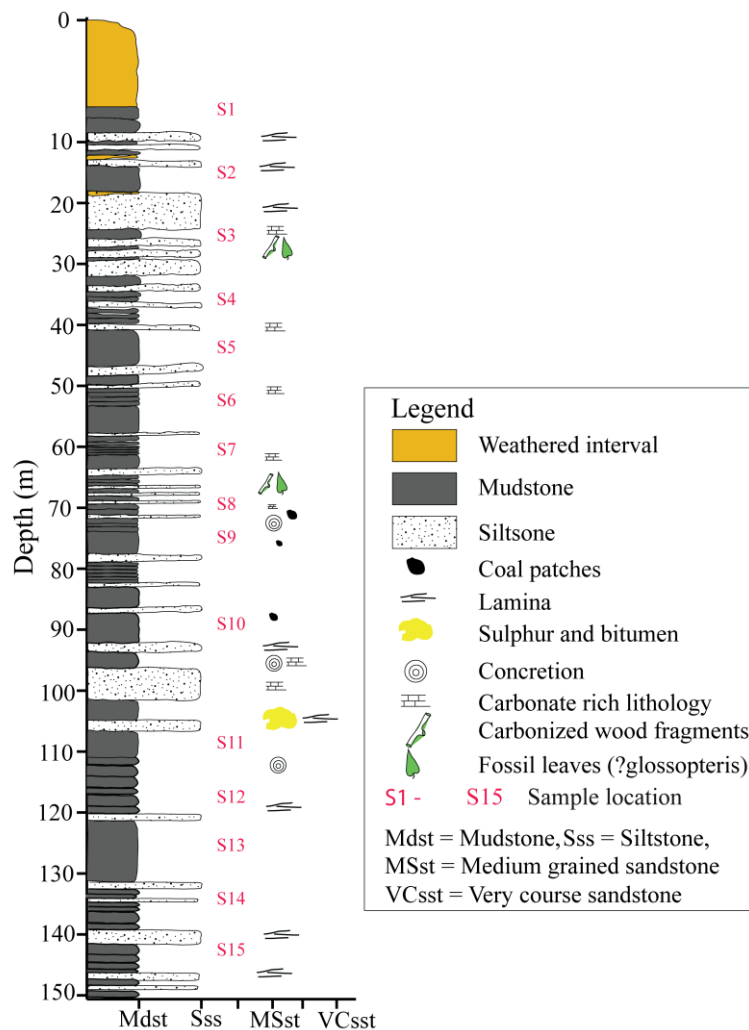 0
S1
10
S2
20
S3
30
S4
40
S5
50
S6
60
S7
70
S8
S9
80
90
S10
100
S11
110
S12
120
S13
130
S14
140
S15
150
Depth (m)
Mdst Sss MSst VCsst
Legend
Weathered interval
Mudstone
Siltsone
Coal patches
Lamina
Sulphur and bitumen
Concretion
Carbonate rich lithology
Carbonized wood fragments
Fossil leaves (?glossopteris)
S1 - S15 Sample location
Mdst = Mudstone, Sss = Siltstone,
MSst = Medium grained sandstone
VCsst = Very course sandstone